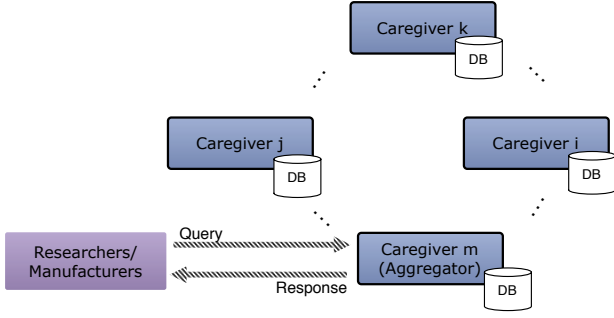 Caregiver k
DB
Caregiver j
DB
Caregiver i
DB
Query
Researchers/
Manufacturers
Caregiver m
(Aggregator)
Response
DB